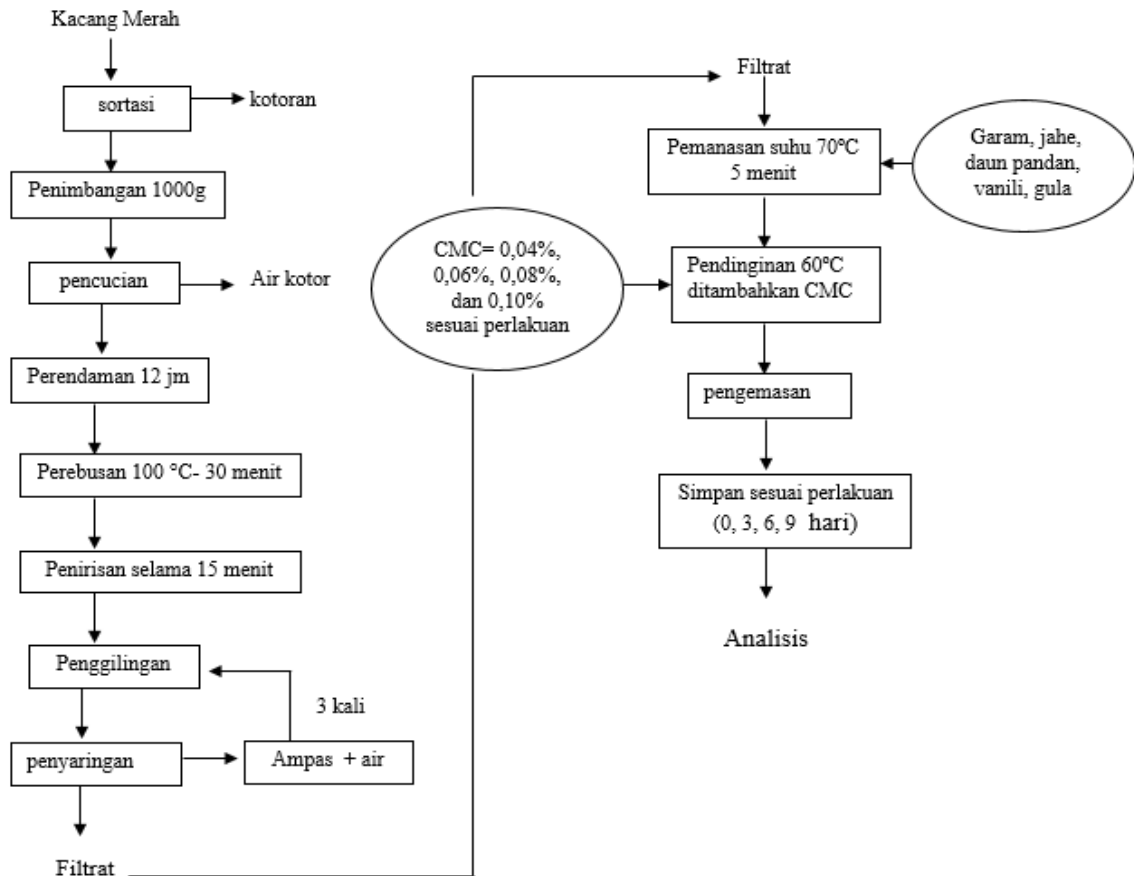 Kacang Merah
sortasi
kotoran
Penimbangan 1000g
pencucian
Air kotor
Perendaman 12 jm
Perebusan 100 °C- 30 menit
Penirisan selama 15 menit
Penggilingan
3 kali
penyaringan
Ampas + air
Filtrat
Filtrat
Pemanasan suhu 70°C
5 menit
Garam, jahe,
daun pandan,
vanili, gula
CMC= 0,04%,
0,06%, 0,08%,
dan 0,10%
sesuai perlakuan
Pendinginan 60°C
ditambahkan CMC
pengemasan
Simpan sesuai perlakuan
(0, 3, 6, 9 hari)
Analisis